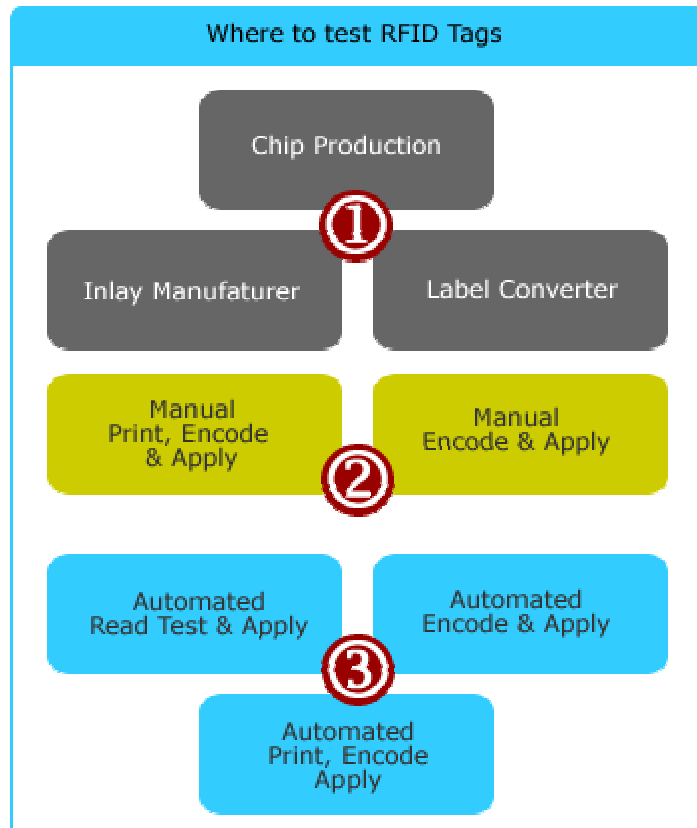 Where to test RFID Tags
Chip Production
1
Inlay Manufaturer
Label Converter
Manual
Print, Encode
& Apply
Manual
Encode & Apply
2
Automated
Read Test & Apply
Automated
Encode & Apply
3
Automated
Print, Encode
Apply